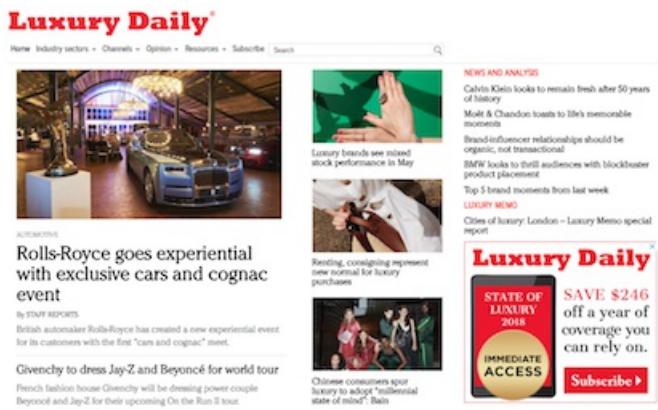 Luxury Daily®
Home Industry sectors Channels Opinion Resources Subscribe Search
AUTOMOTIVE
Rolls-Royce goes experiential
with exclusive cars and cognac
event
By STAFF REPORTS
British automaker Rolls-Royce has created a new experiential event
for its customers with the first "cars and cognac" meet.
Givenchy to dress Jay-Z and Beyoncé for world tour
French fashion house Givenchy will be dressing power couple
Beyoncé and Jay-Z for their upcoming On the Run II tour.
Luxury brands see mixed
stock performance in May
Renting, consigning represent
new normal for luxury
purchases
Chinese consumers spur
luxury to adopt "millennial
state of mind": Bain
NEWS AND ANALYSIS
Calvin Klein looks to remain fresh after 50 years
of history
Moët & Chandon toasts to life's memorable
moments
Brand-influencer relationships should be
organic, not transactional
BMW looks to thrill audiences with blockbuster
product placement
Top 5 brand moments from last week
LUXURY MEMO
Cities of luxury: London – Luxury Memo special
report
Luxury Daily
STATE OF
LUXURY
2018
IMMEDIATE
ACCESS
SAVE $246
off a year of
coverage you
can rely on.
Subscribe